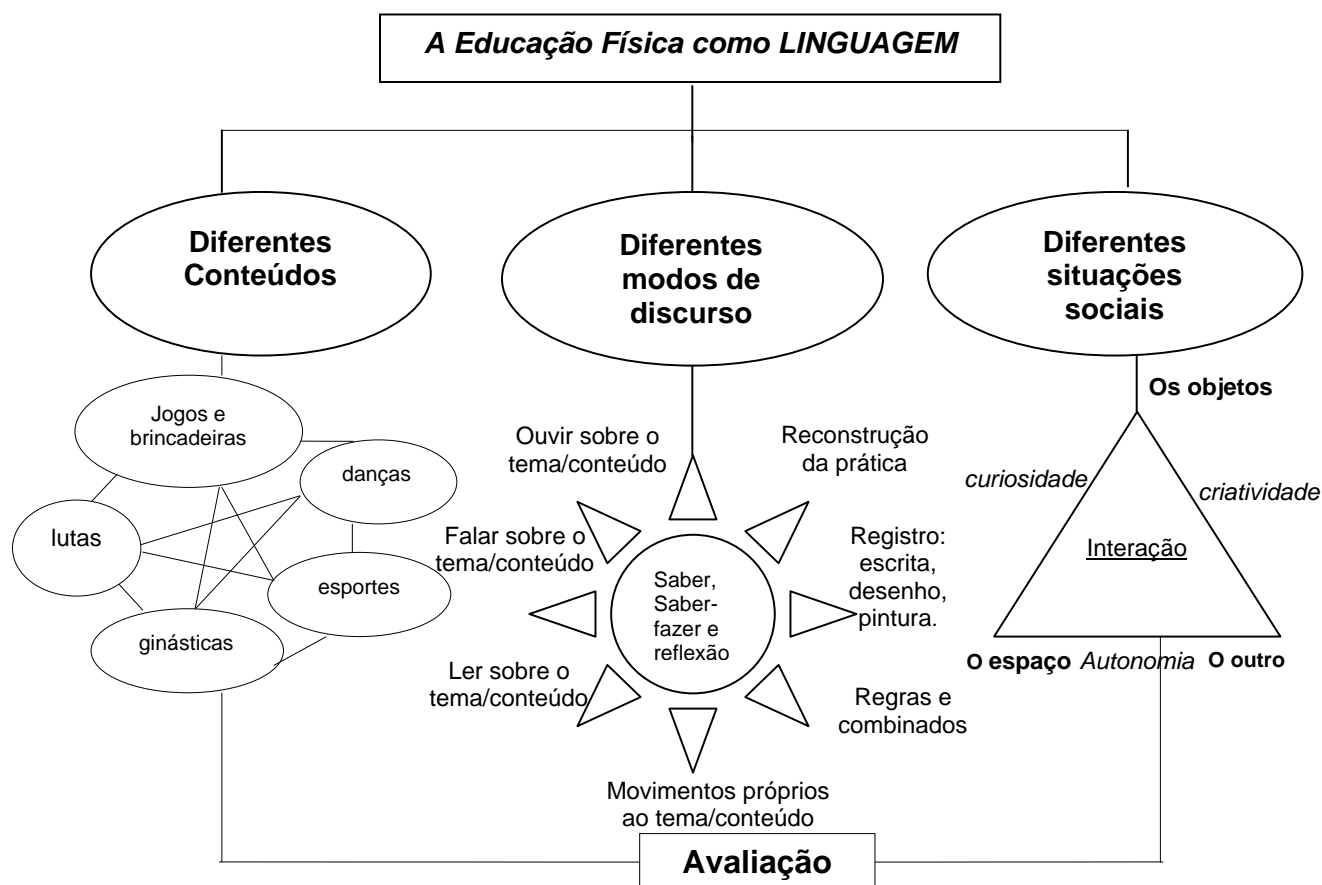 A Educação Física como LINGUAGEM
Diferentes
Conteúdos
Diferentes
modos de
discurso
Diferentes
situações
sociais
Jogos e
brincadeiras
danças
lutas
esportes
ginásticas
Ouvir sobre o
tema/conteúdo
Reconstrução
da prática
Falar sobre o
tema/conteúdo
Registro:
escrita,
desenho,
pintura.
Saber,
Saber-
fazer e
reflexão
Ler sobre o
tema/conteúdo
Regras e
combinados
Movimentos próprios
ao tema/conteúdo
Os objetos
curiosidade
criatividade
Interação
O espaço Autonomia O outro
Avaliação